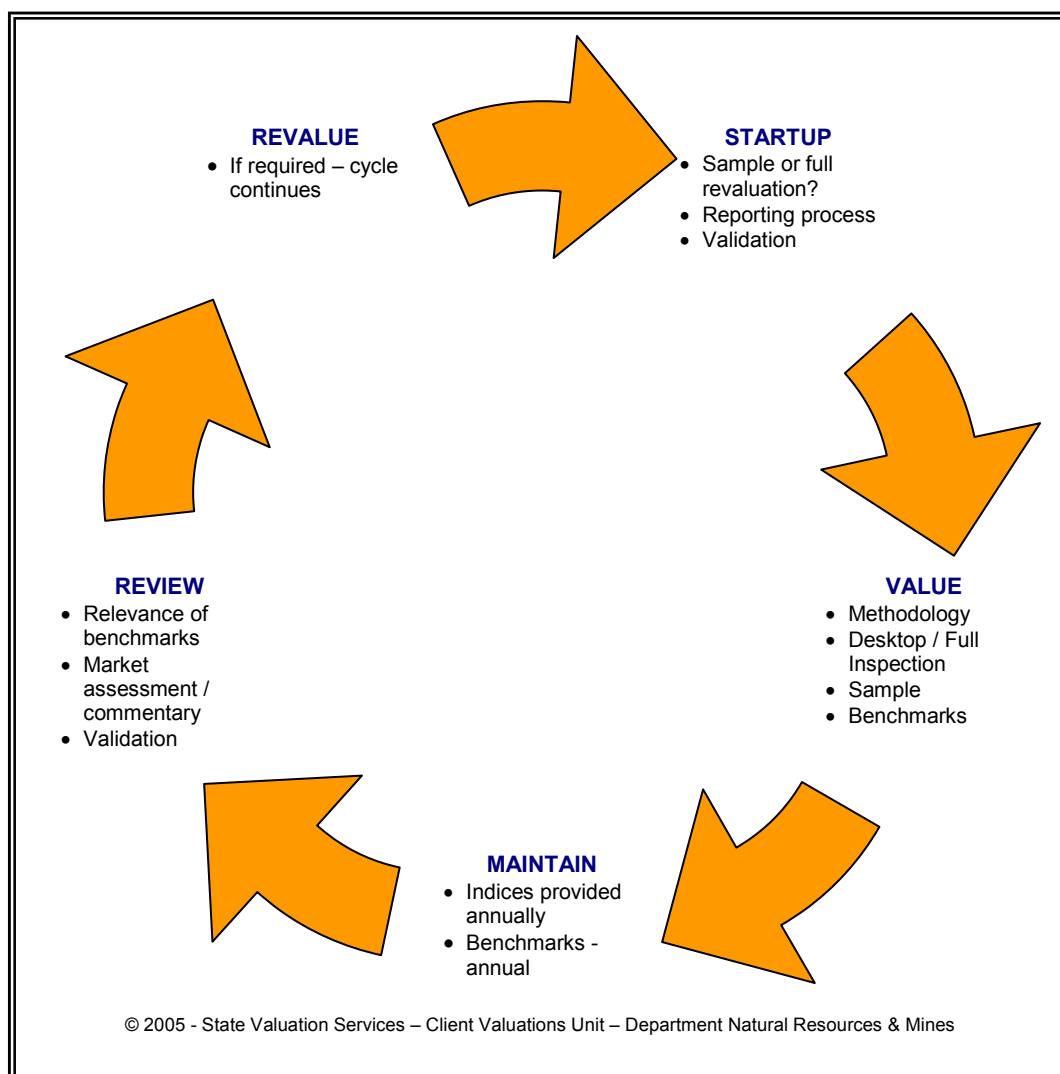 REVALUE
• If required – cycle
continues
STARTUP
• Sample or full
revaluation?
• Reporting process
• Validation
VALUE
• Methodology
• Desktop / Full
Inspection
• Sample
• Benchmarks
MAINTAIN
• Indices provided
annually
• Benchmarks -
annual
REVIEW
• Relevance of
benchmarks
• Market
assessment /
commentary
• Validation
© 2005 - State Valuation Services – Client Valuations Unit – Department Natural Resources & Mines